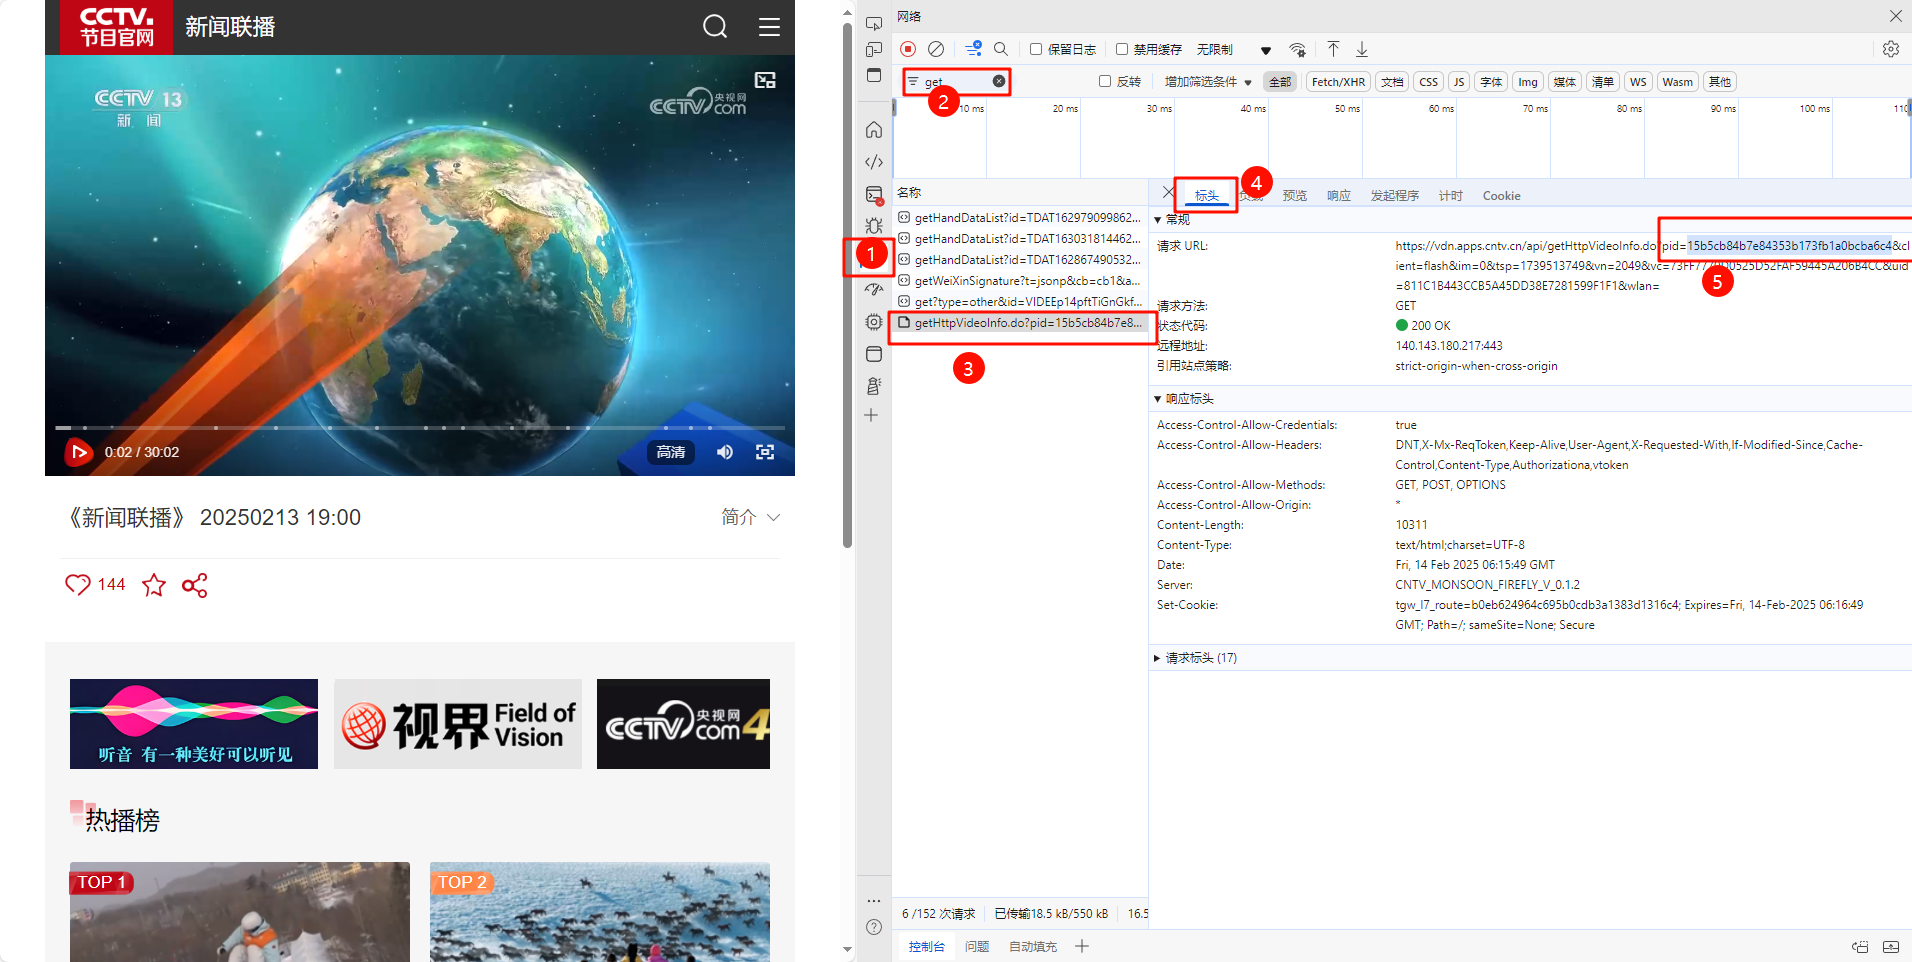 CCTV.
节目官网
新闻联播
CCTV 13
新 闻
CCTV 央视网
com
0:02 / 30:02
高清
《新闻联播》 20250213 19:00
简介
144
听音 有一种美好可以听见
视界 Field of
Vision
CCTV 央视网
com 4
热播榜
TOP 1
TOP 2
网络
保留日志
禁用缓存
无限制
get
反转
增加筛选条件
全部
Fetch/XHR
文档
CSS
JS
字体
Img
媒体
清单
WS
Wasm
其他
2
10 ms
20 ms
30 ms
40 ms
50 ms
60 ms
70 ms
80 ms
90 ms
100 ms
110
名称
getHandDataList?id=TDAT162979099862...
getHandDataList?id=TDAT163031814462...
getHandDataList?id=TDAT162867490532...
getWeiXinSignature?t=jsonp&cb=cb1&a...
get?type=other&id=VIDEEp14pftTiGnGkf...
getHttpVideoInfo.do?pid=15b5cb84b7e8...
1
3
标头
4
预览
响应
发起程序
计时
Cookie
常规
请求 URL:
https://vdn.apps.cntv.cn/api/getHttpVideoInfo.do?pid=15b5cb84b7e84353b173fb1a0bcba6c4&cl
ient=flash&im=0&tsp=1739513749&vn=2049&vc=
=811C1B443CCB5A45DD38E7281599F1F1&wlan=
5
请求方法:
GET
状态代码:
200 OK
远程地址:
140.143.180.217:443
引用站点策略:
strict-origin-when-cross-origin
响应标头
Access-Control-Allow-Credentials:
true
Access-Control-Allow-Headers:
DNT,X-Mx-ReqToken,Keep-Alive,User-Agent,X-Requested-With,If-Modified-Since,Cache-
Control,Content-Type,Authorizationa,vtoken
Access-Control-Allow-Methods:
GET, POST, OPTIONS
Access-Control-Allow-Origin:
*
Content-Length:
10311
Content-Type:
text/html;charset=UTF-8
Date:
Fri, 14 Feb 2025 06:15:49 GMT
Server:
CNTV_MONSOON_FIREFLY_V_0.1.2
Set-Cookie:
tgw_l7_route=b0eb624964c695b0cdb3a1383d1316c4; Expires=Fri, 14-Feb-2025 06:16:49
GMT; Path=/; sameSite=None; Secure
请求标头 (17)
6 /152 次请求
已传输18.5 kB/550 kB
16.5
控制台
问题
自动填充